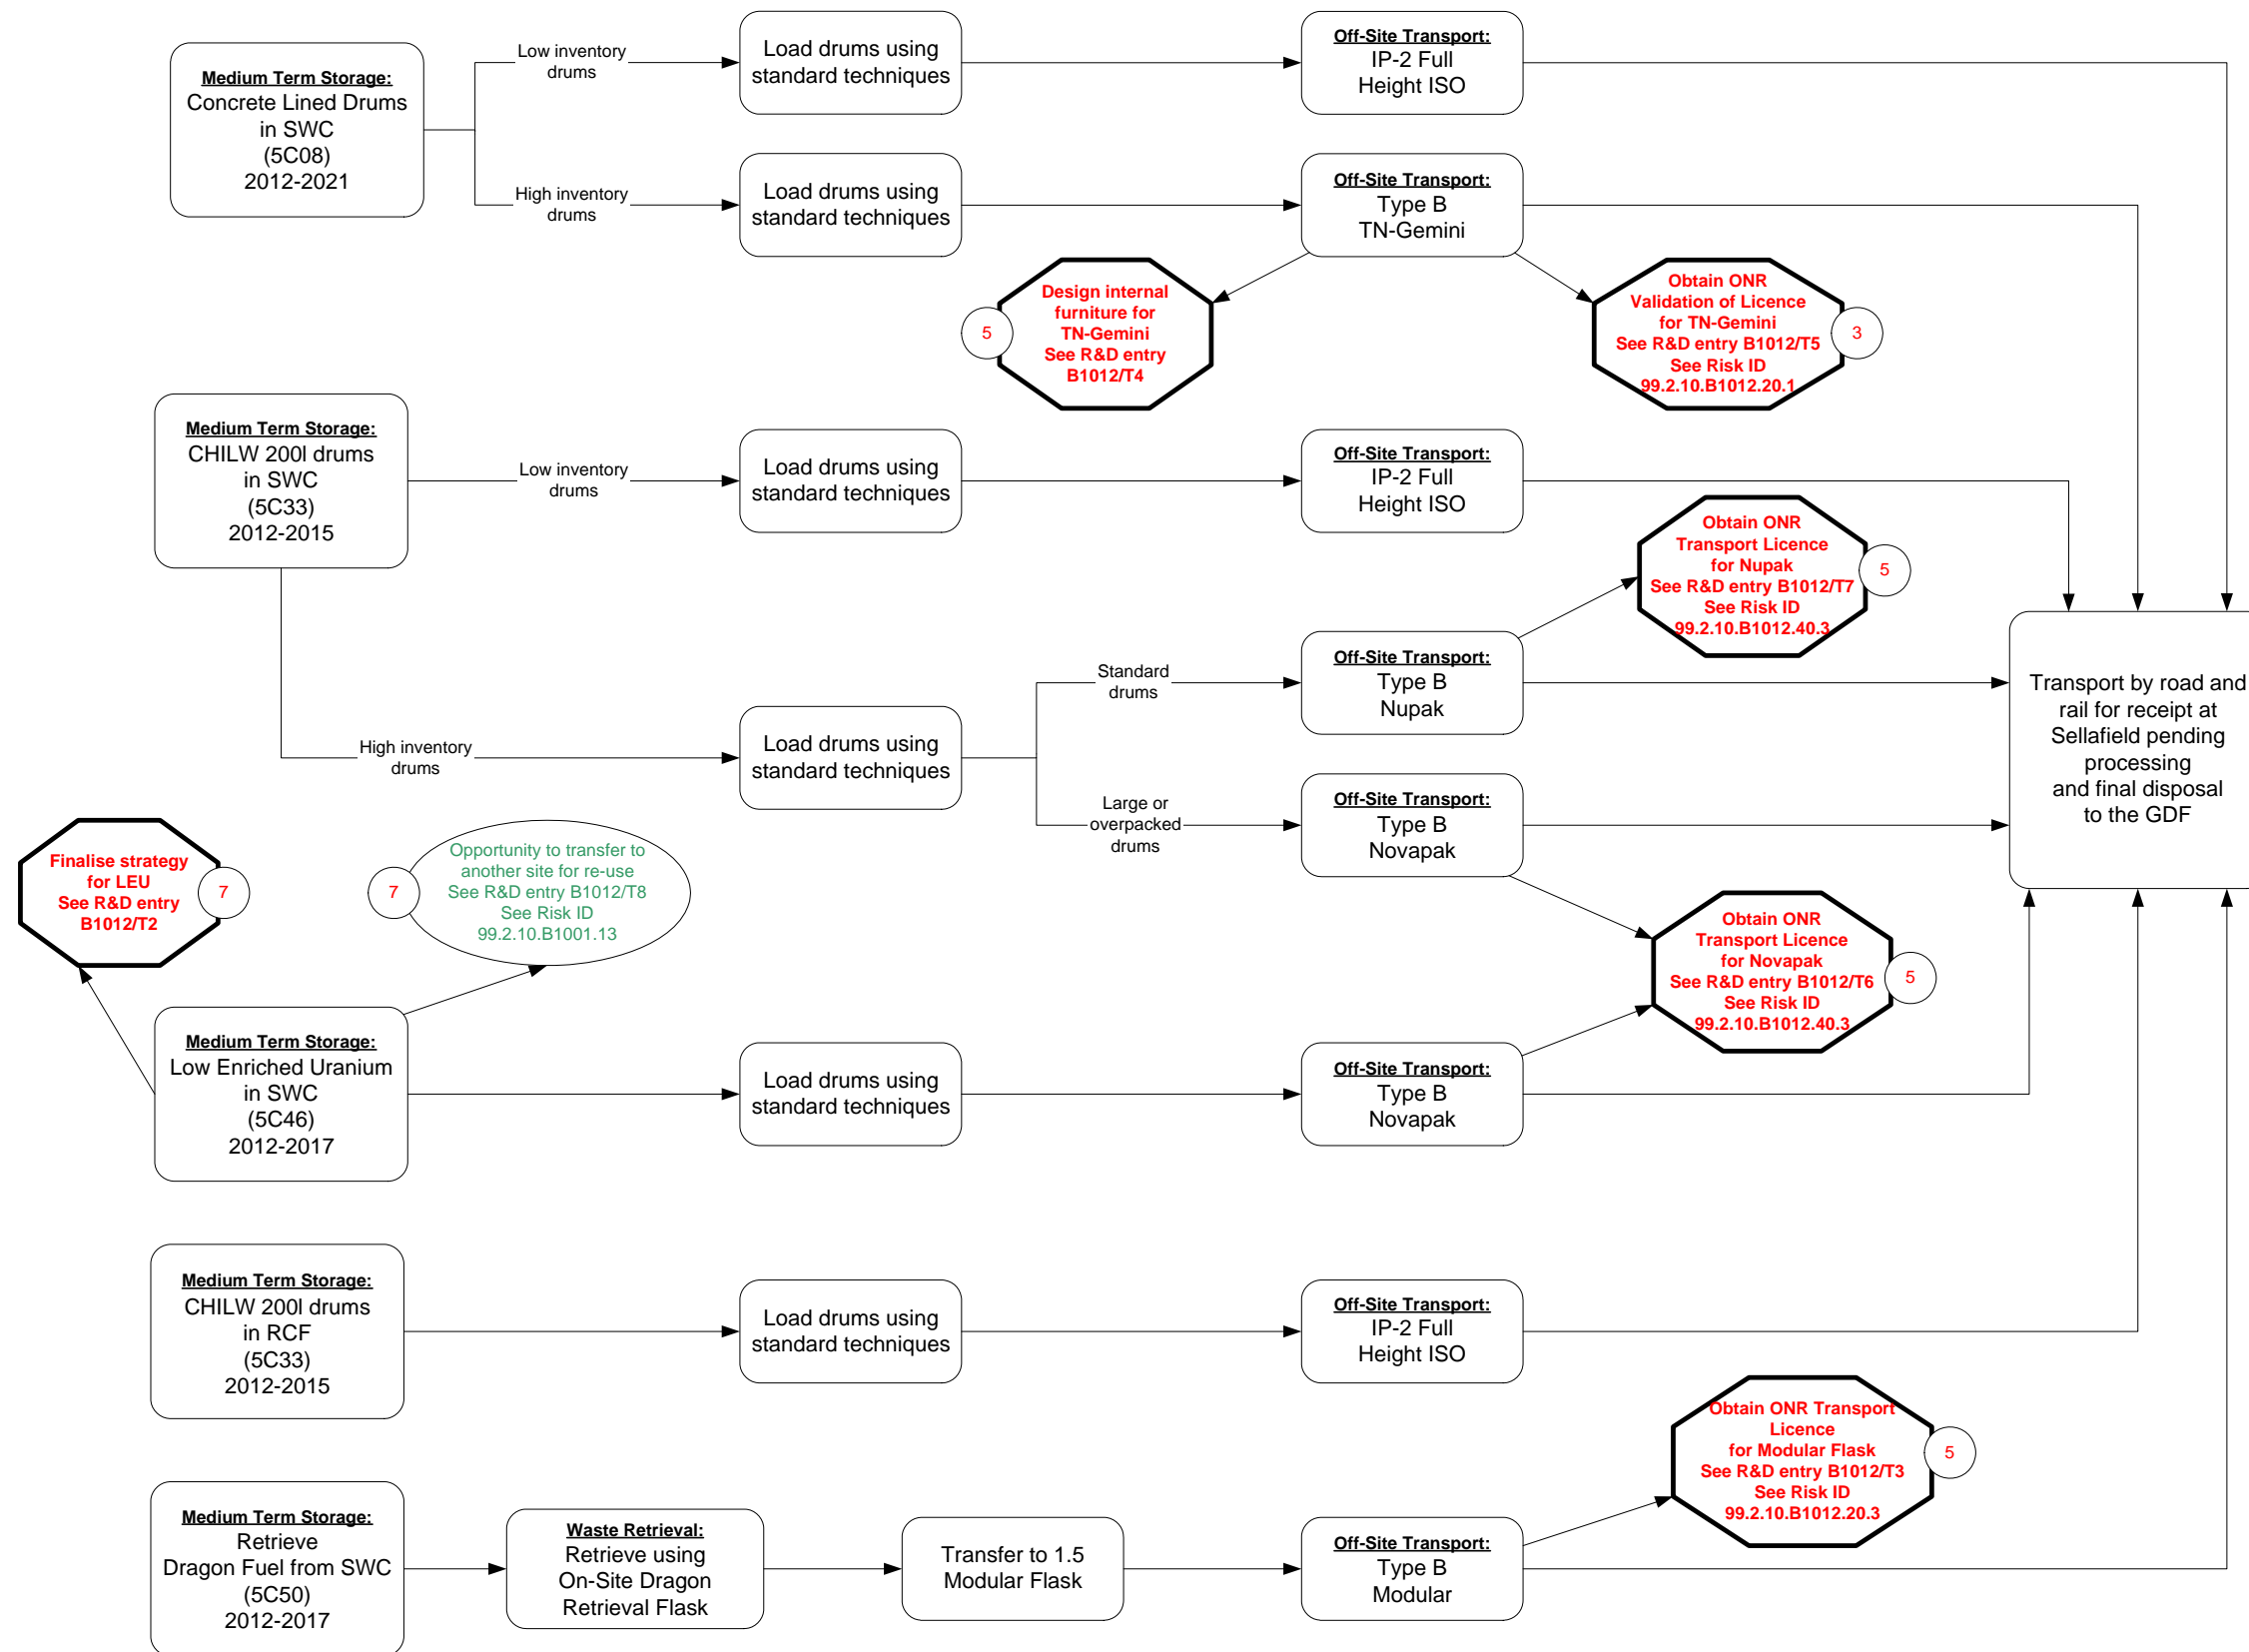 Medium Term Storage:
Concrete Lined Drums
in SWC
(5C08)
2012-2021
Low inventory
drums
Load drums using
standard techniques
Off-Site Transport:
IP-2 Full
Height ISO
High inventory
drums
Load drums using
standard techniques
Off-Site Transport:
Type B
TN-Gemini
5
Design internal
furniture for
TN-Gemini
See R&D entry
B1012/T4
Obtain ONR
Validation of Licence
for TN-Gemini
See R&D entry B1012/T5
See Risk ID
99.2.10.B1012.20.1
3
Medium Term Storage:
CHILW 200l drums
in SWC
(5C33)
2012-2015
Low inventory
drums
Load drums using
standard techniques
Off-Site Transport:
IP-2 Full
Height ISO
Obtain ONR
Transport Licence
for Nupak
See R&D entry B1012/T7
See Risk ID
99.2.10.B1012.40.3
5
High inventory
drums
Load drums using
standard techniques
Standard
drums
Off-Site Transport:
Type B
Nupak
Large or
overpacked
drums
Off-Site Transport:
Type B
Novapak
Transport by road and
rail for receipt at
Sellafield pending
processing
and final disposal
to the GDF
Finalise strategy
for LEU
See R&D entry
B1012/T2
7
7
Opportunity to transfer to
another site for re-use
See R&D entry B1012/T8
See Risk ID
99.2.10.B1001.13
Obtain ONR
Transport Licence
for Novapak
See R&D entry B1012/T6
See Risk ID
99.2.10.B1012.40.3
5
Medium Term Storage:
Low Enriched Uranium
in SWC
(5C46)
2012-2017
Load drums using
standard techniques
Off-Site Transport:
Type B
Novapak
Medium Term Storage:
CHILW 200l drums
in RCF
(5C33)
2012-2015
Load drums using
standard techniques
Off-Site Transport:
IP-2 Full
Height ISO
Obtain ONR Transport
Licence
for Modular Flask
See R&D entry B1012/T3
See Risk ID
99.2.10.B1012.20.3
5
Medium Term Storage:
Retrieve
Dragon Fuel from SWC
(5C50)
2012-2017
Waste Retrieval:
Retrieve using
On-Site Dragon
Retrieval Flask
Transfer to 1.5
Modular Flask
Off-Site Transport:
Type B
Modular